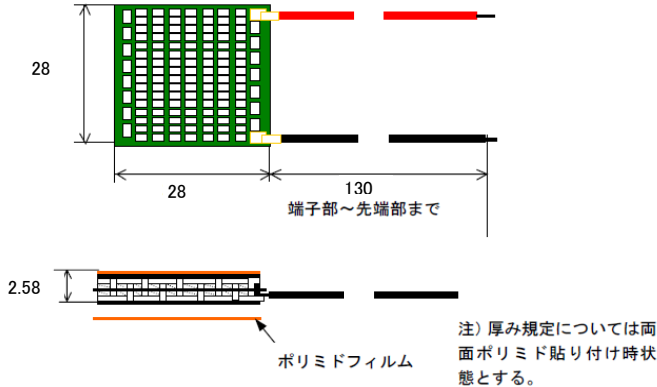 28
28
130
端子部～先端部まで
2.58
ポリミドフィルム
注）厚み規定については両
面ポリミド貼り付け時状
態とする。